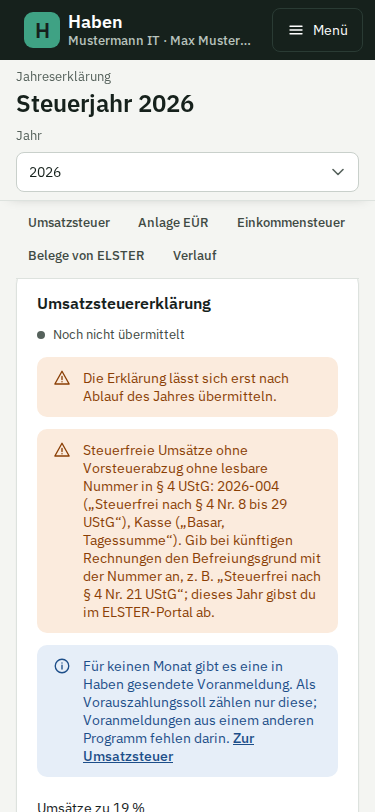 H
Haben
Mustermann IT · Max Muster…
Menü
Jahreserklärung
Steuerjahr 2026
Jahr
2026
Umsatzsteuer
Anlage EÜR
Einkommensteuer
Belege von ELSTER
Verlauf
Umsatzsteuererklärung
Noch nicht übermittelt
Die Erklärung lässt sich erst nach
Ablauf des Jahres übermitteln.
Steuerfreie Umsätze ohne
Vorsteuerabzug ohne lesbare
Nummer in § 4 UStG: 2026-004
(„Steuerfrei nach § 4 Nr. 8 bis 29
UStG“), Kasse („Basar,
Tagessumme“). Gib bei künftigen
Rechnungen den Befreiungsgrund mit
der Nummer an, z. B. „Steuerfrei nach
§ 4 Nr. 21 UStG“; dieses Jahr gibst du
im ELSTER-Portal ab.
Für keinen Monat gibt es eine in
Haben gesendete Voranmeldung. Als
Vorauszahlungssoll zählen nur diese;
Voranmeldungen aus einem anderen
Programm fehlen darin. Zur
Umsatzsteuer
Umsätze zu 19 %